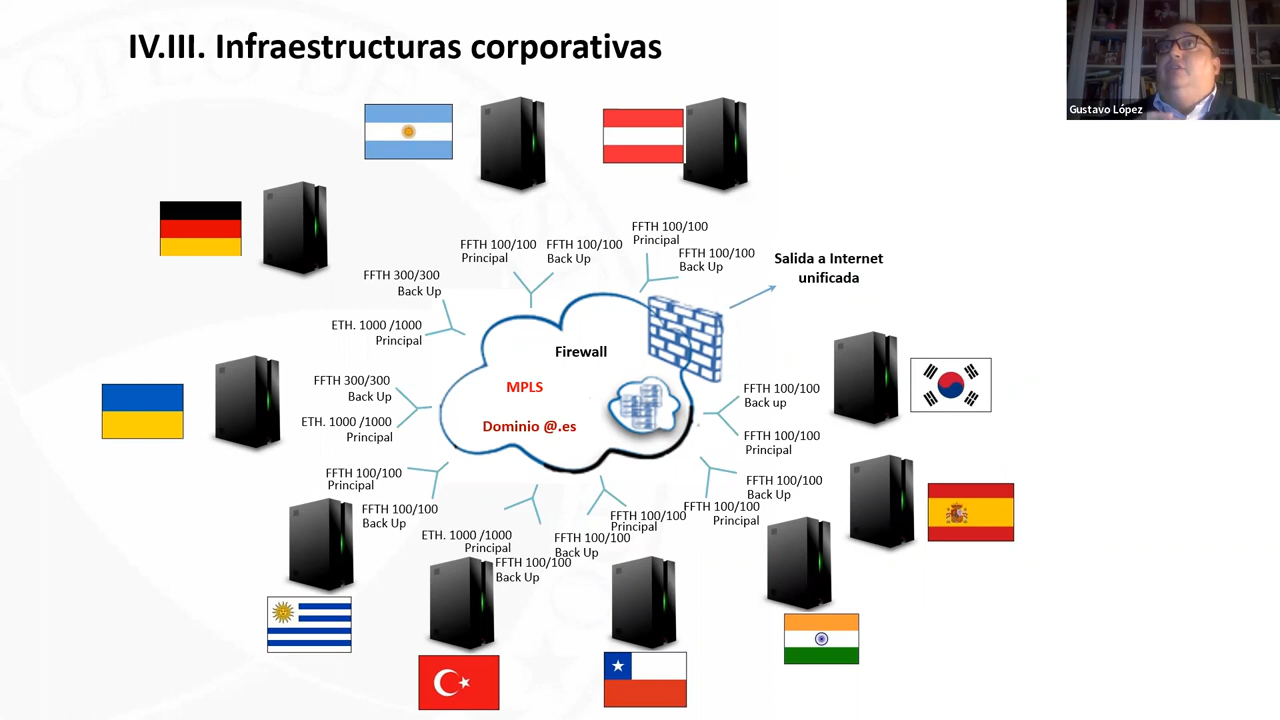 IV.III. Infraestructuras corporativas
Gustavo López
FFTH 100/100
Principal
FFTH 100/100
Back Up
FFTH 100/100
Principal
FFTH 100/100
Back Up
Salida a Internet
unificada
FFTH 300/300
Back Up
ETH. 1000 /1000
Principal
Firewall
MPLS
Dominio @.es
FFTH 300/300
Back Up
ETH. 1000 /1000
Principal
FFTH 100/100
Back up
FFTH 100/100
Principal
FFTH 100/100
Principal
FFTH 100/100
Back Up
FFTH 100/100
Back Up
FFTH 100/100
Principal
ETH. 1000 /1000
Principal
FFTH 100/100
Back Up
FFTH 100/100
Principal
FFTH 100/100
Back Up